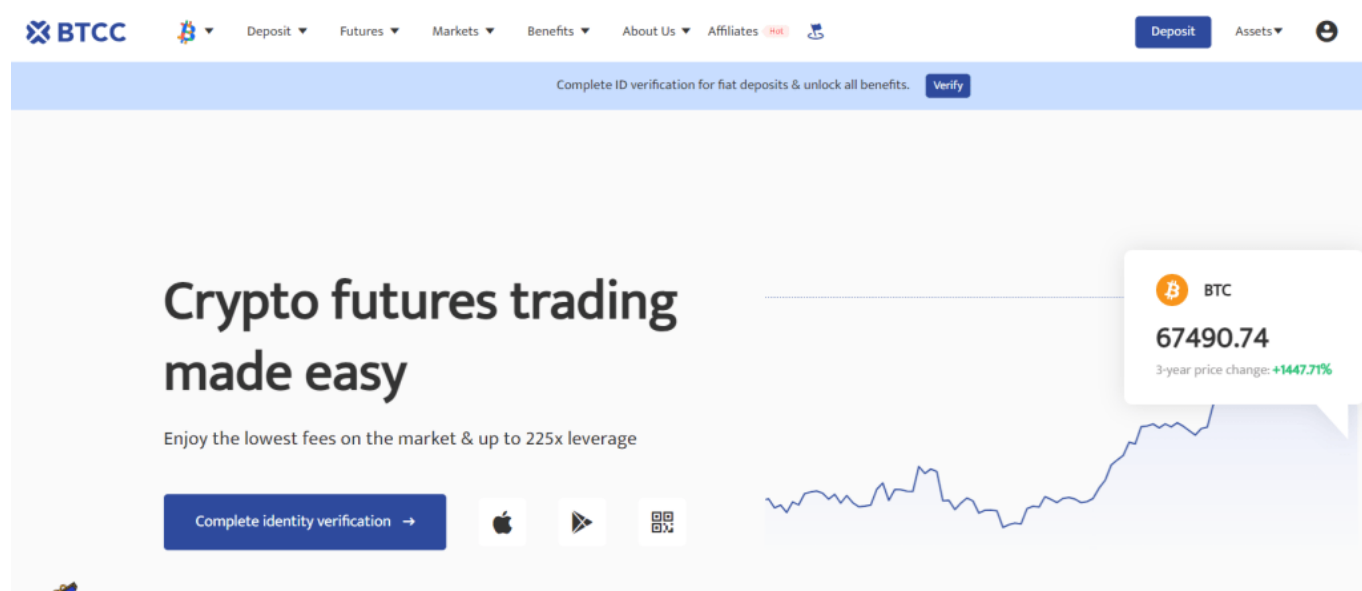 BTCC
Deposit
Futures
Markets
Benefits
About Us
Affiliates
Hot
Deposit
Assets
Complete ID verification for fiat deposits & unlock all benefits.
Verify
Crypto futures trading
made easy
Enjoy the lowest fees on the market & up to 225x leverage
Complete identity verification →
BTC
67490.74
3-year price change: +1447.71%